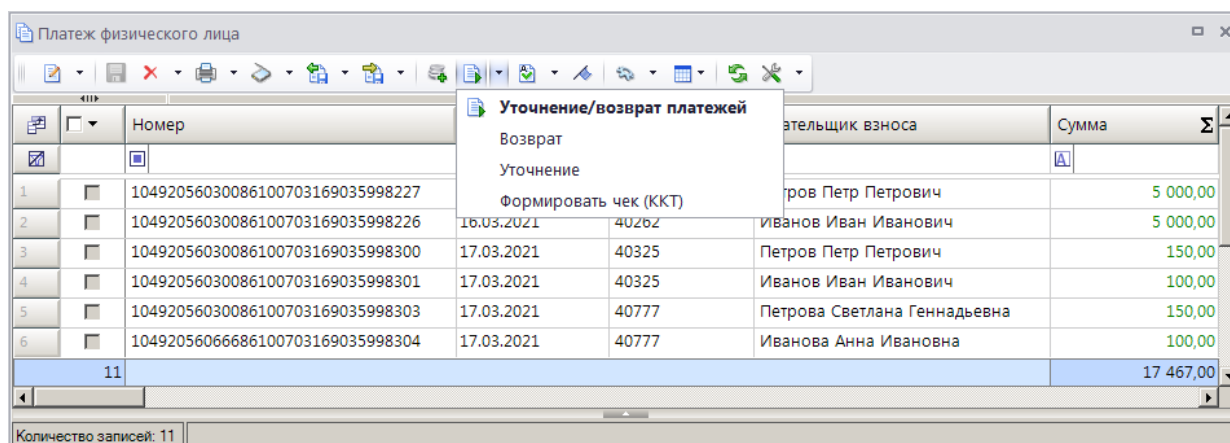 Платеж физического лица
Уточнение/возврат платежей
Возврат
Уточнение
Формировать чек (ККТ)
Номер ательщик взноса Сумма Σ
A
1 10492056030086100703169035998227 тров Петр Петрович 5 000,00
2 10492056030086100703169035998226 16.03.2021 40262 Иванов Иван Иванович 5 000,00
3 10492056030086100703169035998300 17.03.2021 40325 Петров Петр Петрович 150,00
4 10492056030086100703169035998301 17.03.2021 40325 Иванов Иван Иванович 100,00
5 10492056030086100703169035998303 17.03.2021 40777 Петрова Светлана Геннадьевна 150,00
6 10492056066686100703169035998304 17.03.2021 40777 Иванова Анна Ивановна 100,00
11 17 467,00
Количество записей: 11